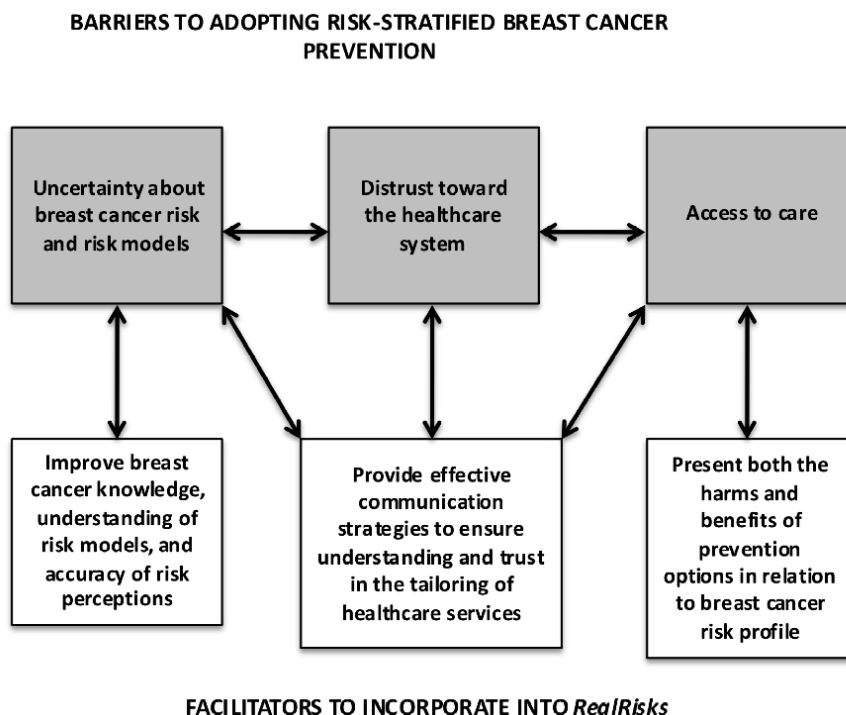 BARRIERS TO ADOPTING RISK-STRATIFIED BREAST CANCER
PREVENTION
Uncertainty about
breast cancer risk
and risk models
Distrust toward
the healthcare
system
Access to care
Improve breast
cancer knowledge,
understanding of
risk models, and
accuracy of risk
perceptions
Provide effective
communication
strategies to ensure
understanding and trust
in the tailoring of
healthcare services
Present both the
harms and
benefits of
prevention
options in relation
to breast cancer
risk profile
FACILITATORS TO INCORPORATE INTO RealRisks